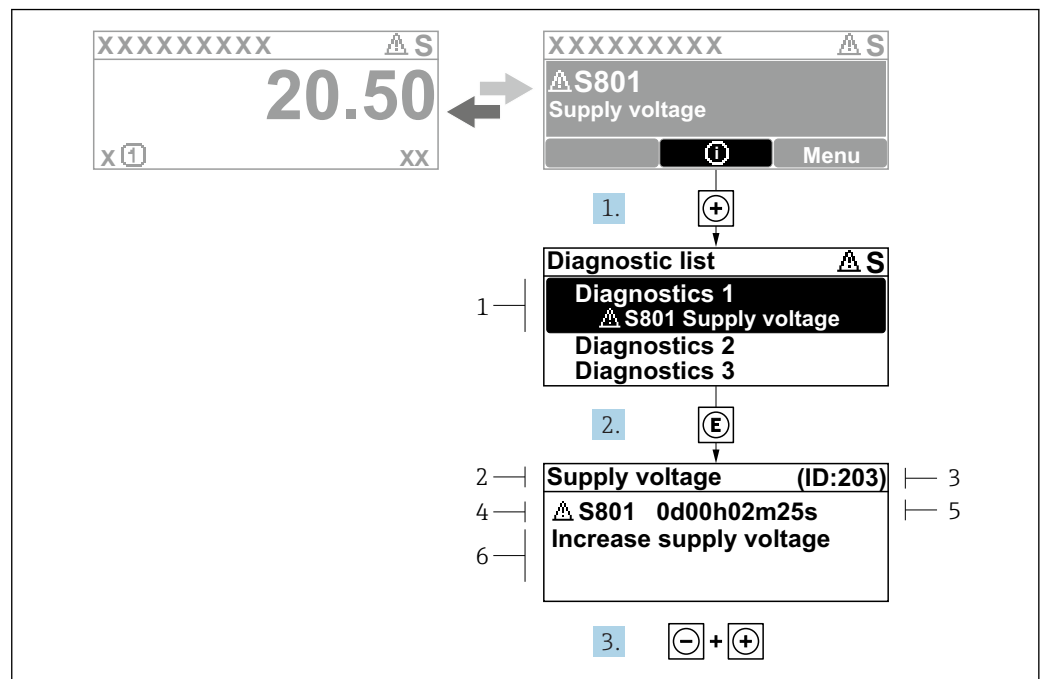 XXXXXXXXX ⚠ S
20.50
x ① xx
XXXXXXXXX ⚠ S
⚠ S801
Supply voltage
ⓘ Menu
1. ⊕
Diagnostic list ⚠ S
1 Diagnostics 1
⚠ S801 Supply voltage
Diagnostics 2
Diagnostics 3
2. Ⓔ
2 Supply voltage (ID:203) 3
4 ⚠ S801 0d00h02m25s 5
6 Increase supply voltage
3. ⊖ + ⊕